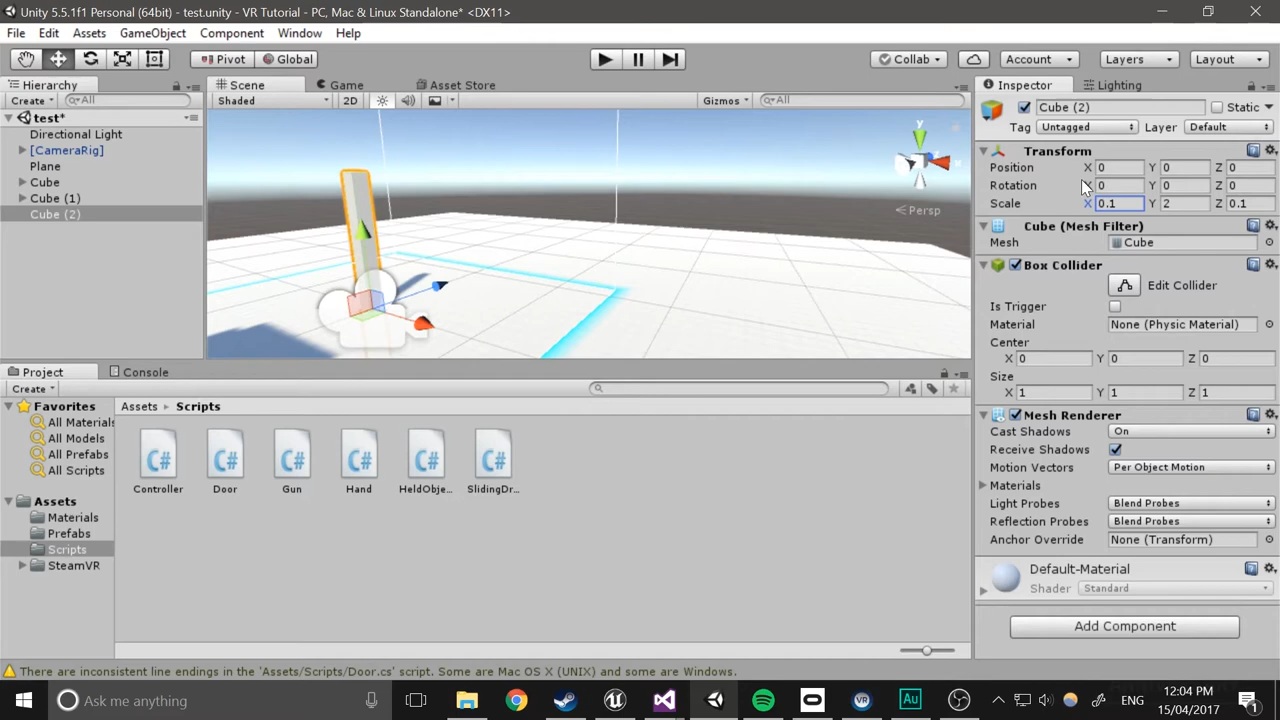 Unity 5.5.1f1 Personal (64bit) - test.unity - VR Tutorial - PC, Mac & Linux Standalone* <DX11>
File Edit Assets GameObject Component Window Help
Pivot Global Collab Account Layers Layout
Hierarchy Scene Game Asset Store Inspector Lighting
Create All Shaded 2D Gizmos All
test*
Directional Light
[CameraRig]
Plane
Cube
Cube (1)
Cube (2)
y
Persp
Cube (2) Static
Tag Untagged Layer Default
Transform
Position X 0 Y 0 Z 0
Rotation X 0 Y 0 Z 0
Scale X 0.1 Y 2 Z 0.1
Cube (Mesh Filter)
Mesh Cube
Box Collider
Edit Collider
Is Trigger
Material None (Physic Material)
Center
X 0 Y 0 Z 0
Size
X 1 Y 1 Z 1
Mesh Renderer
Cast Shadows On
Receive Shadows
Motion Vectors Per Object Motion
Materials
Light Probes Blend Probes
Reflection Probes Blend Probes
Anchor Override None (Transform)
Default-Material
Shader Standard
Add Component
Project Console
Create
Favorites
All Materials
All Models
All Prefabs
All Scripts
Assets
Materials
Prefabs
Scripts
SteamVR
Assets Scripts
C# C# C# C# C# C#
Controller Door Gun Hand HeldObje... SlidingDr...
There are inconsistent line endings in the 'Assets/Scripts/Door.cs' script. Some are Mac OS X (UNIX) and some are Windows.
Ask me anything
VR Au
ENG
12:04 PM
15/04/2017
1